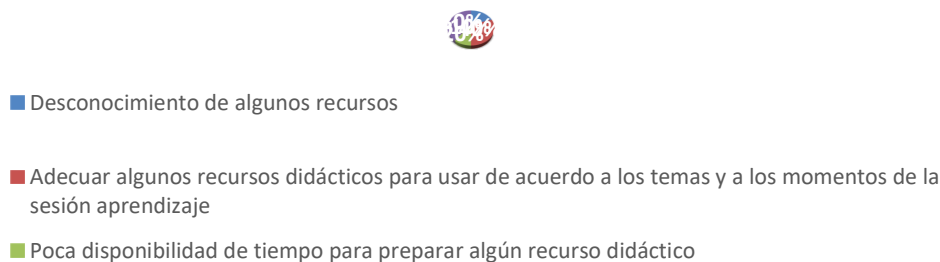 Desconocimiento de algunos recursos
Adecuar algunos recursos didácticos para usar de acuerdo a los temas y a los momentos de la
sesión aprendizaje
Poca disponibilidad de tiempo para preparar algún recurso didáctico